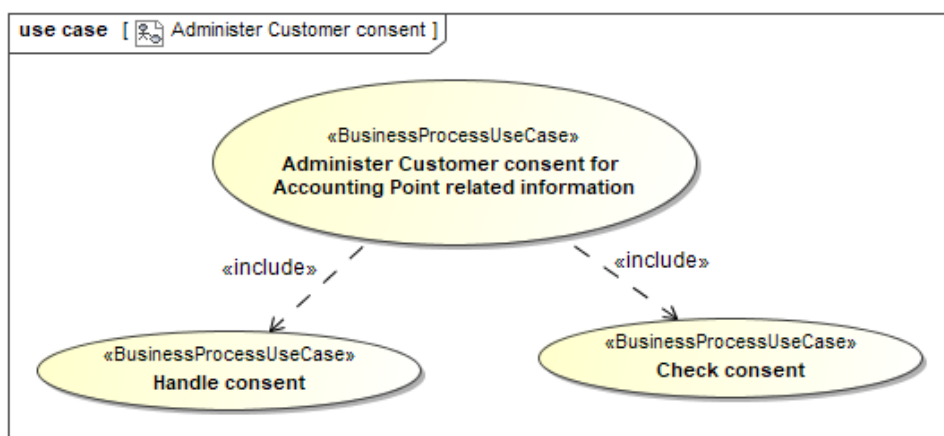 use case [ Administer Customer consent ]
«BusinessProcessUseCase»
Administer Customer consent for
Accounting Point related information
«include»
«include»
«BusinessProcessUseCase»
Handle consent
«BusinessProcessUseCase»
Check consent